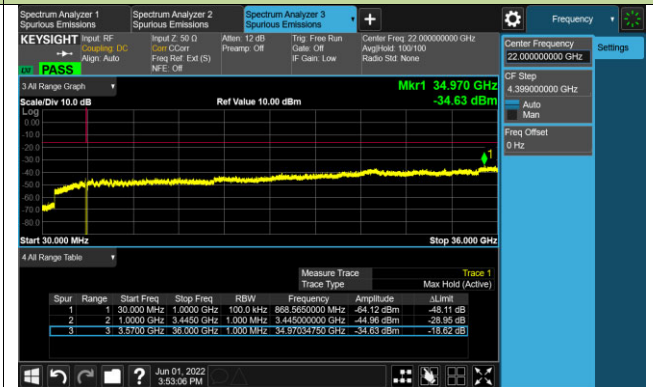 Spectrum Analyzer 1
Spurious Emissions
Spectrum Analyzer 2
Spurious Emissions
Spectrum Analyzer 3
Spurious Emissions
Frequency
KEYSIGHT
PASS
Input: RF
Coupling: DC
Align: Auto
Input Z: 50 Ω
Corr CCorr
Freq Ref: Ext (S)
NFE: Off
Atten: 12 dB
Preamp: Off
Trig: Free Run
Gate: Off
IF Gain: Low
Center Freq: 22.000000000 GHz
Avg|Hold: 100/100
Radio Std: None
Center Frequency
22.000000000 GHz
Settings
CF Step
4.399000000 GHz
Auto
Man
Freq Offset
0 Hz
3 All Range Graph
Mkr1 34.970 GHz
Scale/Div 10.0 dB
Ref Value 10.00 dBm
-34.63 dBm
Log
0.00
-10.0
-20.0
-30.0
-40.0
-50.0
-60.0
-70.0
-80.0
1
Start 30.000 MHz
Stop 36.000 GHz
4 All Range Table
Measure Trace Trace 1
Trace Type Max Hold (Active)
Spur Range Start Freq Stop Freq RBW Frequency Amplitude ΔLimit
1 1 30.000 MHz 1.0000 GHz 100.0 kHz 868.5650000 MHz -64.12 dBm -48.11 dB
2 2 1.0000 GHz 3.4450 GHz 1.000 MHz 3.445000000 GHz -44.96 dBm -28.95 dB
3 3 3.5700 GHz 36.000 GHz 1.000 MHz 34.97034750 GHz -34.63 dBm -18.62 dB
Jun 01, 2022
3:53:06 PM